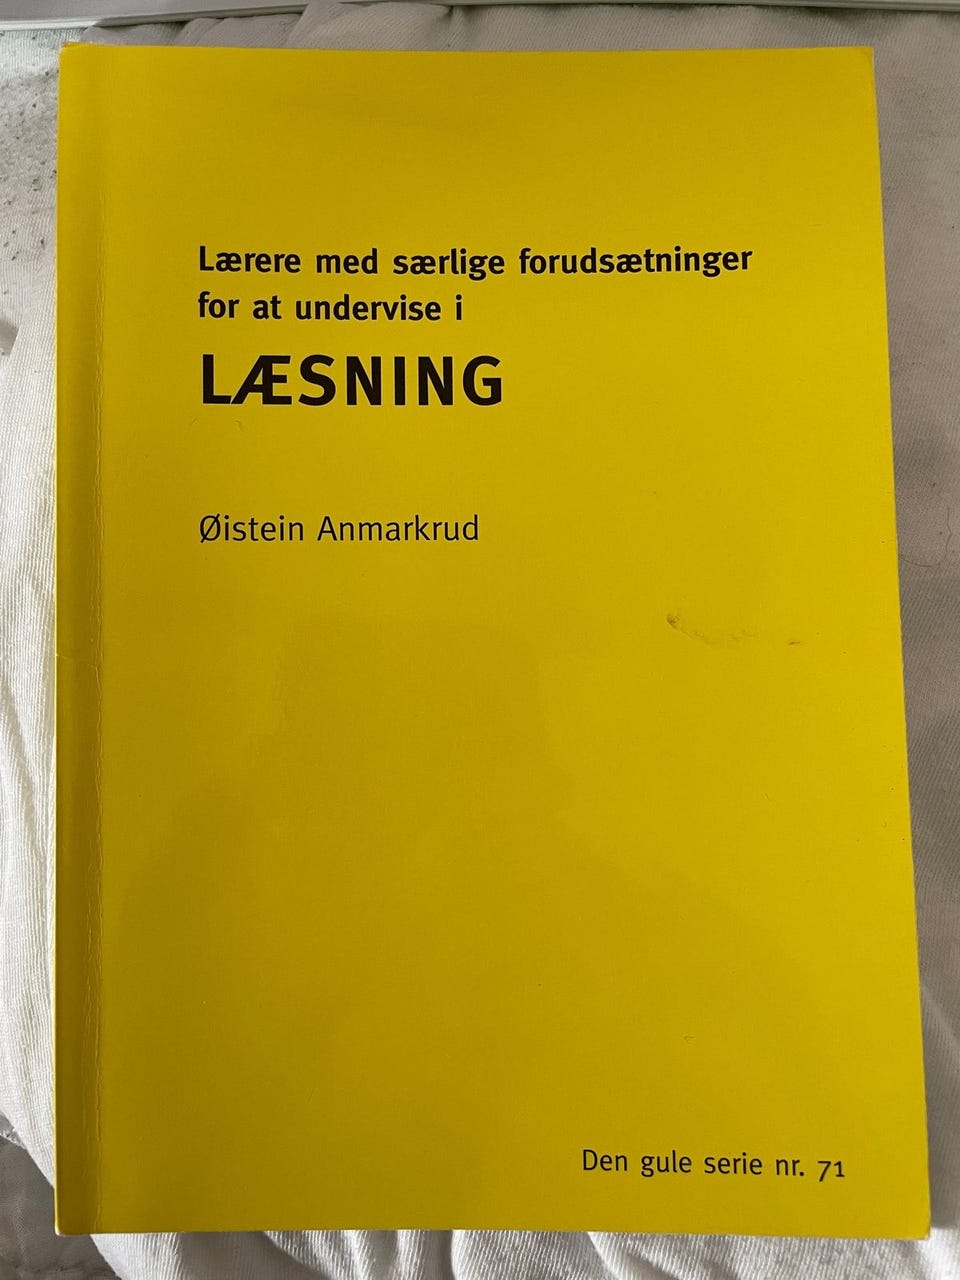 Lærere med særlige forudsætninger
for at undervise i
LÆSNING
Øistein Anmarkrud
Den gule serie nr. 71